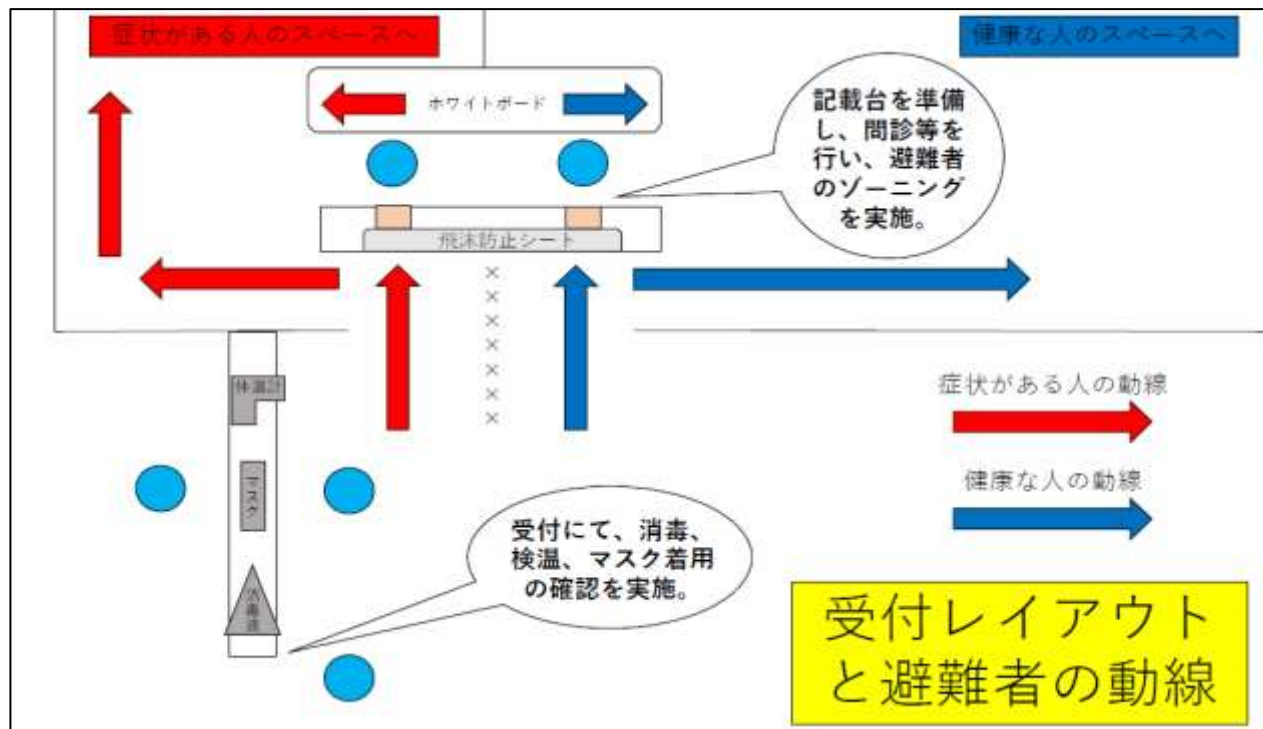 症状がある人のスペースへ
健康な人のスペースへ
ホワイトボード
記載台を準備
し、問診等を
行い、避難者
のゾーニング
を実施。
飛沫防止シート
×
×
×
×
×
×
×
体温計
マスク
受付にて、消毒、
検温、マスク着用
の確認を実施。
症状がある人の動線
健康な人の動線
受付レイアウト
と避難者の動線